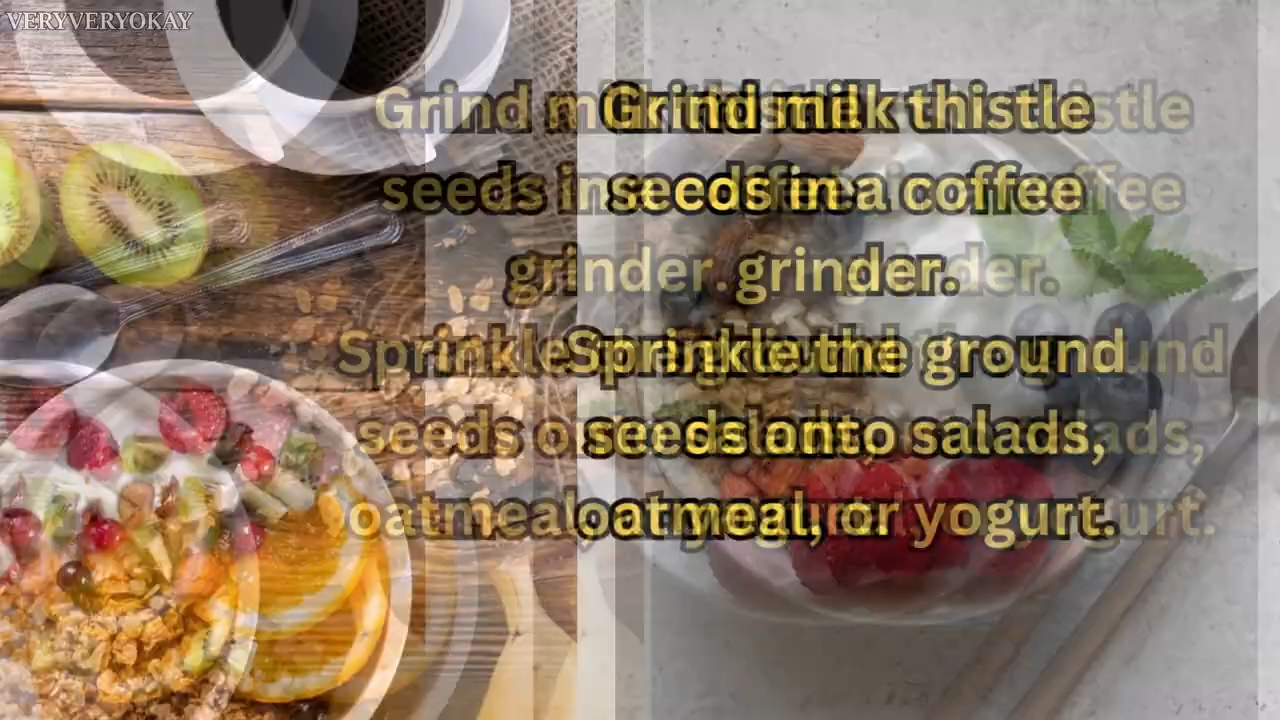 VERYVERYOKAY
Grind milk thistle
seeds in a coffee
grinder.
Sprinkle the ground
seeds onto salads,
oatmeal, or yogurt.